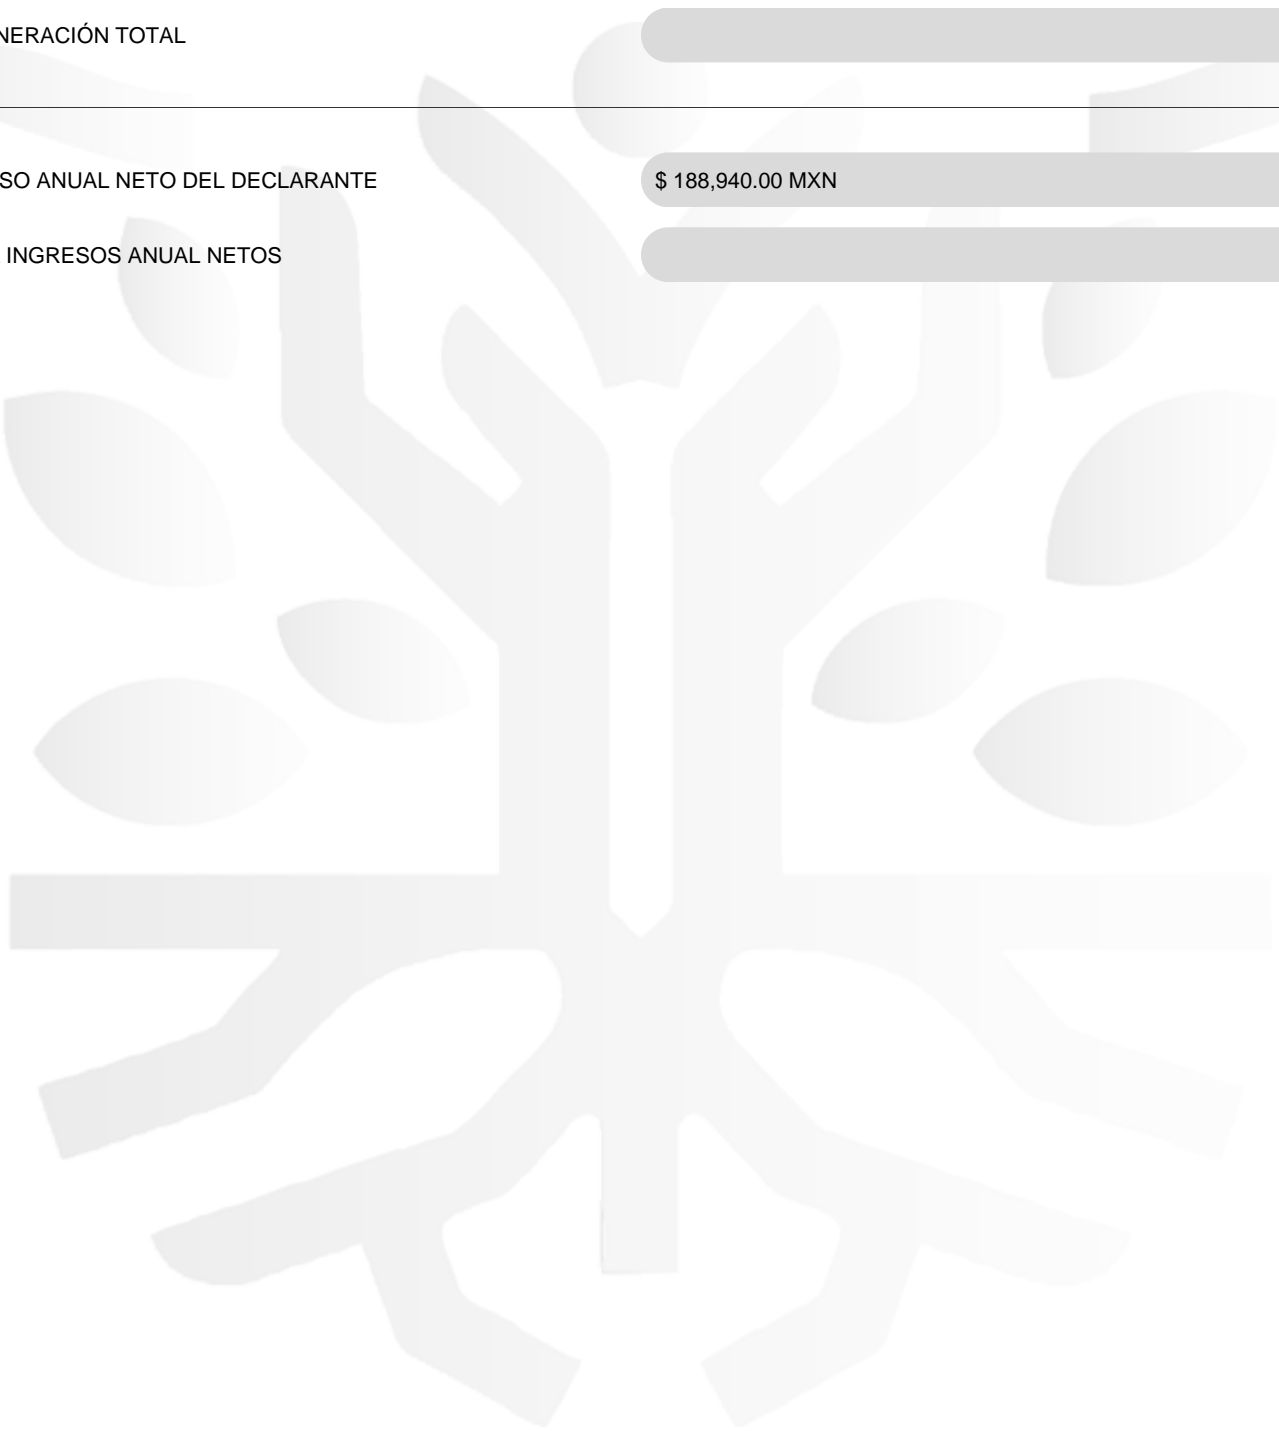 NERACIÓN TOTAL
SO ANUAL NETO DEL DECLARANTE $ 188,940.00 MXN
INGRESOS ANUAL NETOS